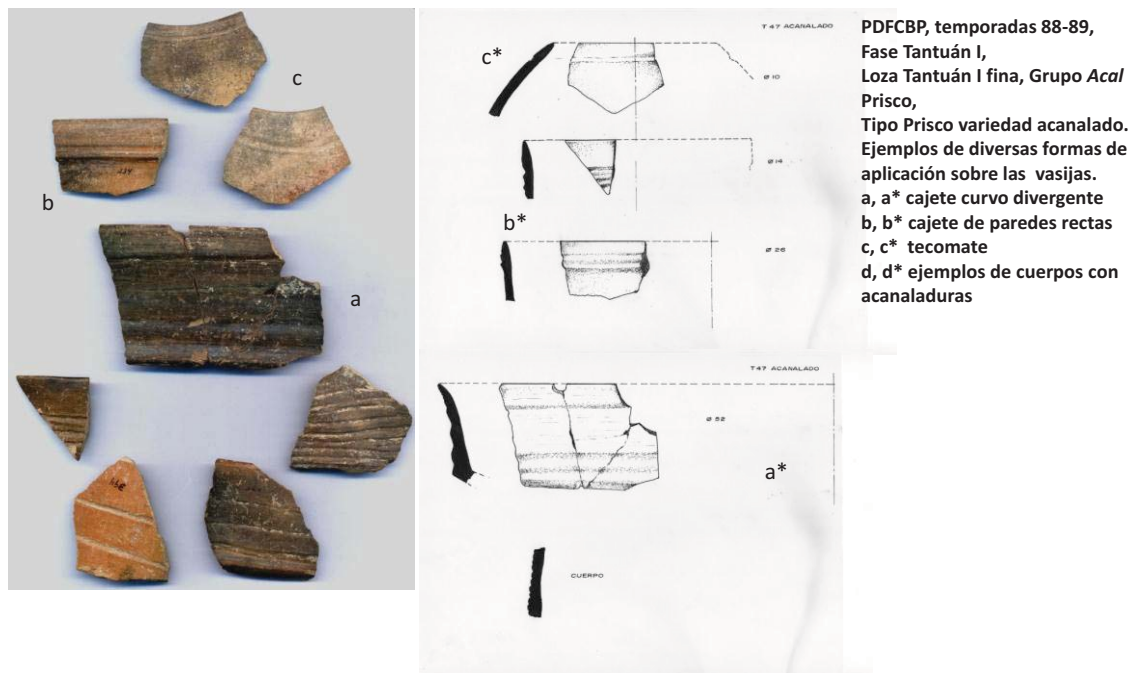 c
b
a
T 47 ACANALADO
c*
ø 10
ø 14
b*
ø 26
T47 ACANALADO
ø 52
a*
CUERPO
PDFCBP, temporadas 88-89,
Fase Tantuán I,
Loza Tantuán I fina, Grupo Acal
Prisco,
Tipo Prisco variedad acanalado.
Ejemplos de diversas formas de
aplicación sobre las vasijas.
a, a* cajete curvo divergente
b, b* cajete de paredes rectas
c, c* tecomate
d, d* ejemplos de cuerpos con
acanaladuras